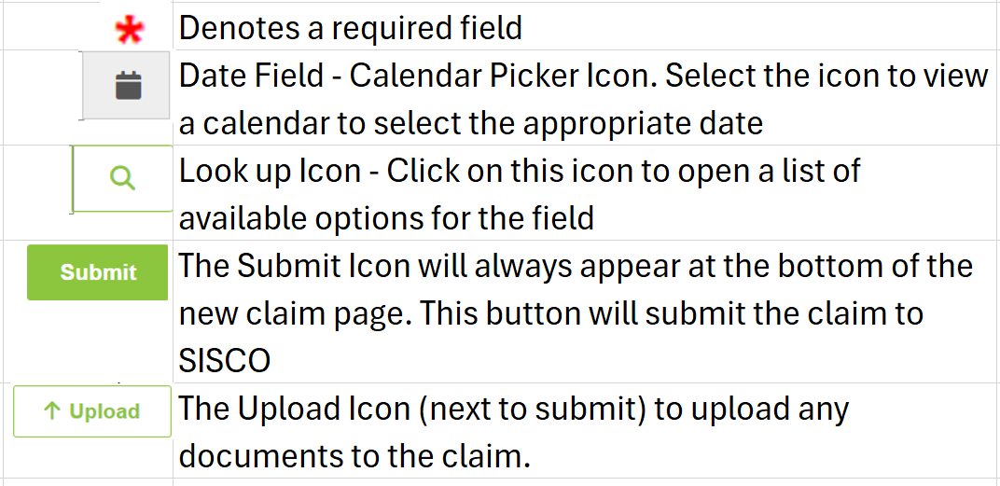 * Denotes a required field
Date Field - Calendar Picker Icon. Select the icon to view
a calendar to select the appropriate date
Look up Icon - Click on this icon to open a list of
available options for the field
Submit The Submit Icon will always appear at the bottom of the
new claim page. This button will submit the claim to
SISCO
↑ Upload The Upload Icon (next to submit) to upload any
documents to the claim.